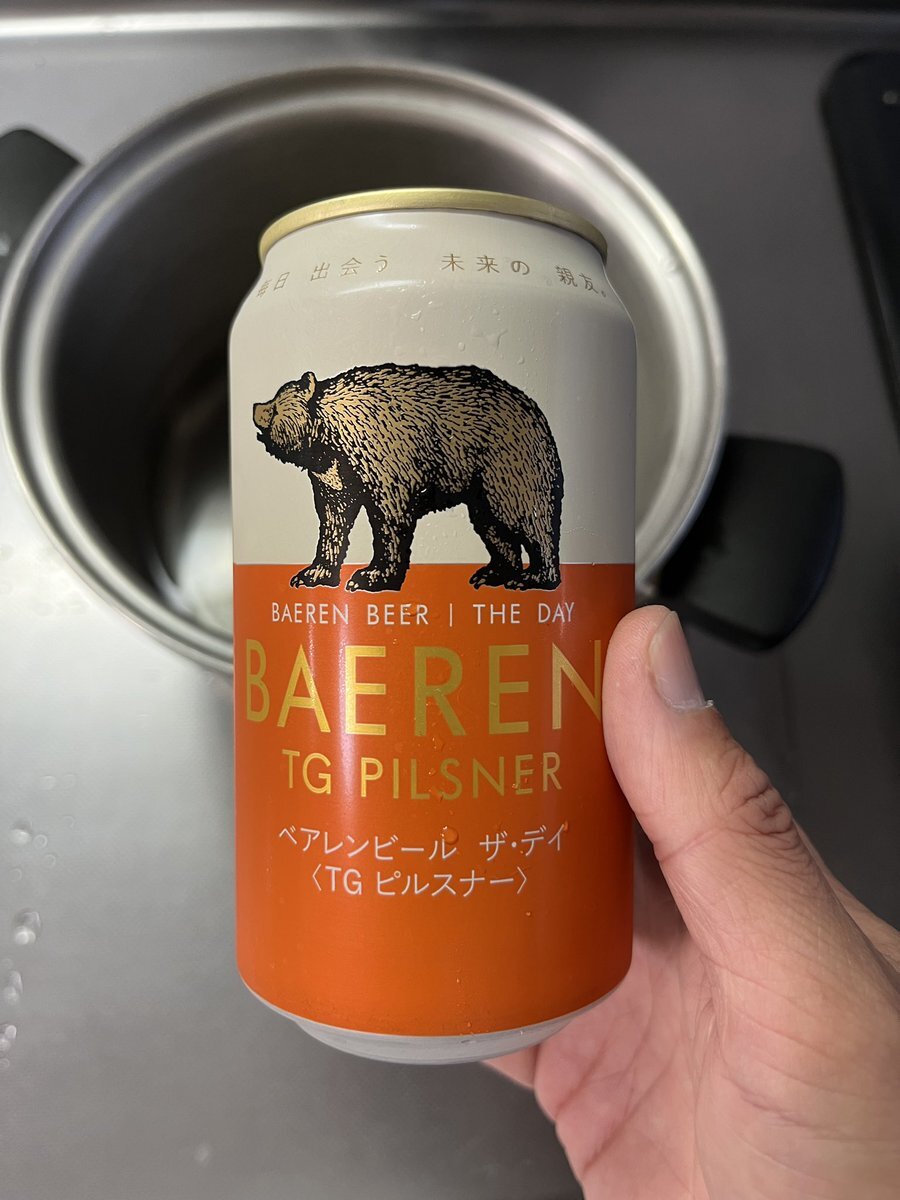 毎日 出会う 未来の 親友。
BAEREN BEER | THE DAY
BAEREN
TG PILSNER
ベアレンビール ザ・デイ
〈TG ピルスナー〉